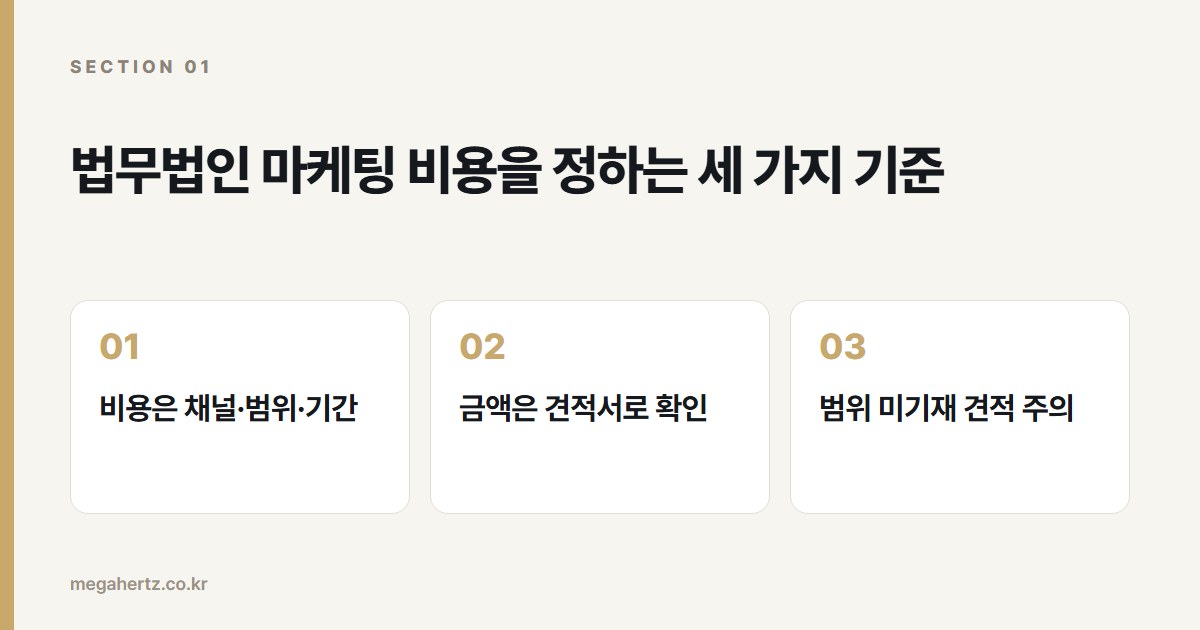 SECTION 01
법무법인 마케팅 비용을 정하는 세 가지 기준
01
비용은 채널·범위·기간
02
금액은 견적서로 확인
03
범위 미기재 견적 주의
megahertz.co.kr